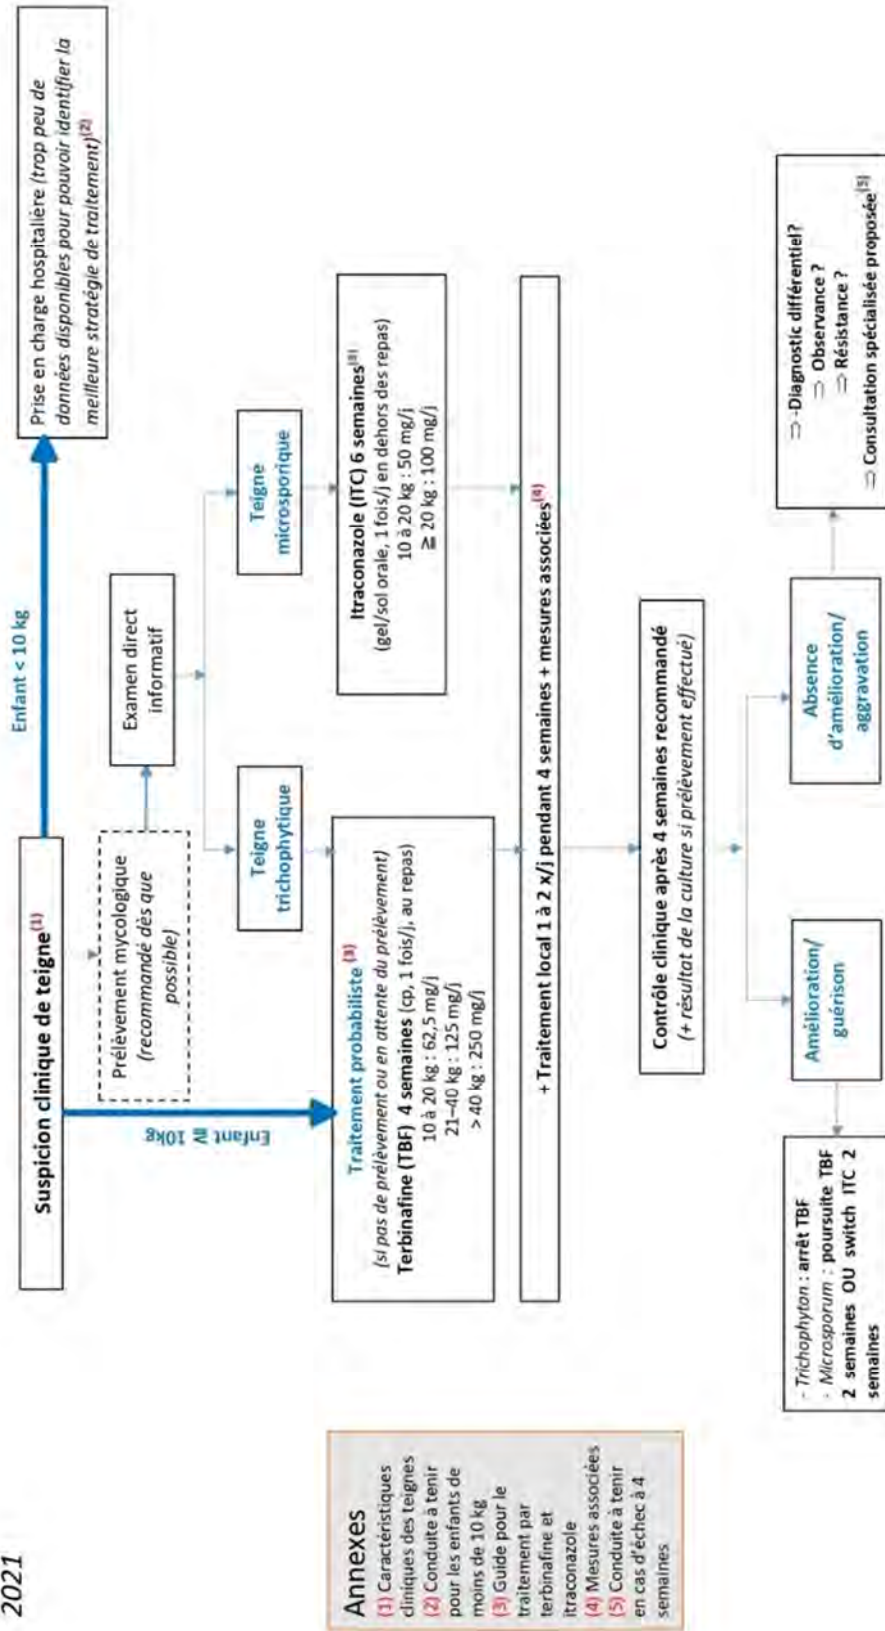 2021
Suspicion clinique de teigne(1)
Enfant < 10 kg
Prise en charge hospitalière (trop peu de
données disponibles pour pouvoir identifier la
meilleure stratégie de traitement)(2)
Prélèvement mycologique
(recommandé dès que
possible)
Examen direct
informatif
Enfant ≧ 10kg
Teigne
trichophytique
Teigne
microsporique
Traitement probabiliste (3)
(si pas de prélèvement ou en attente du prélèvement)
Terbinafine (TBF) 4 semaines (cp, 1 fois/j, au repas)
10 à 20 kg : 62,5 mg/j
21–40 kg : 125 mg/j
> 40 kg : 250 mg/j
Itraconazole (ITC) 6 semaines(3)
(gel/sol orale, 1 fois/j en dehors des repas)
10 à 20 kg : 50 mg/j
≧ 20 kg : 100 mg/j
+ Traitement local 1 à 2 x/j pendant 4 semaines + mesures associées(4)
Contrôle clinique après 4 semaines recommandé
(+ résultat de la culture si prélèvement effectué)
Amélioration/
guérison
Absence
d'amélioration/
aggravation
- Trichophyton : arrêt TBF
- Microsporum : poursuite TBF
2 semaines OU switch ITC 2
semaines
⇒ -Diagnostic différentiel?
⇒ Observance ?
⇒ Résistance ?
⇒ Consultation spécialisée proposée(5)
Annexes
(1) Caractéristiques
cliniques des teignes
(2) Conduite à tenir
pour les enfants de
moins de 10 kg
(3) Guide pour le
traitement par
terbinafine et
itraconazole
(4) Mesures associées
(5) Conduite à tenir
en cas d'échec à 4
semaines